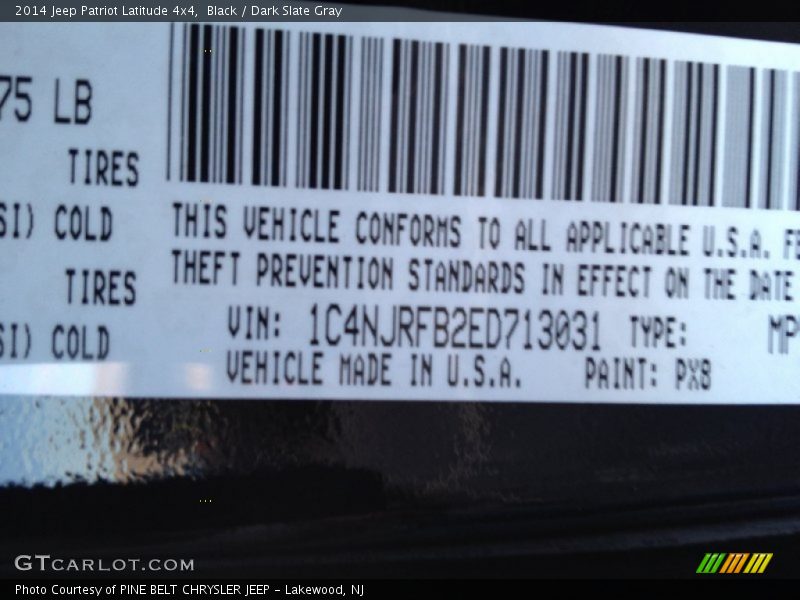 2014 Jeep Patriot Latitude 4x4, Black / Dark Slate Gray
75 LB
TIRES
SI) COLD
TIRES
SI) COLD
THIS VEHICLE CONFORMS TO ALL APPLICABLE U.S.A. FE
THEFT PREVENTION STANDARDS IN EFFECT ON THE DATE
VIN: 1C4NJRFB2ED713031 TYPE: MP
VEHICLE MADE IN U.S.A. PAINT: PX8
GTCARLOT.COM
Photo Courtesy of PINE BELT CHRYSLER JEEP - Lakewood, NJ